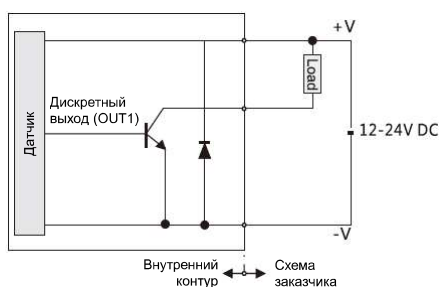 +V
Load
Дискретный
выход (OUT1)
Датчик
12-24V DC
-V
Внутренний
контур
Схема
заказчика